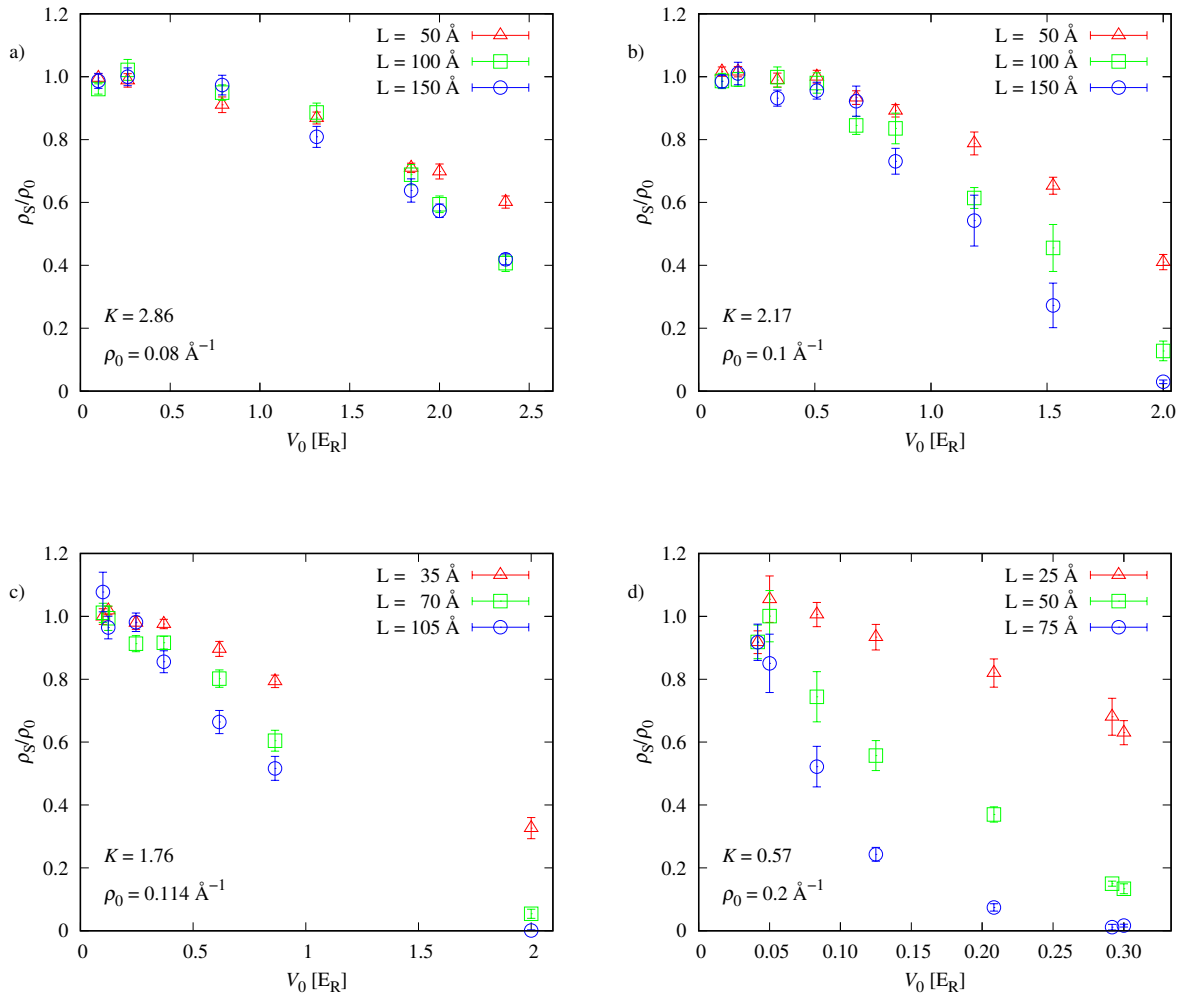 a)
1.2
1.0
0.8
0.6
0.4
0.2
0
ρS/ρ0
L = 50 Å
L = 100 Å
L = 150 Å
K = 2.86
ρ0 = 0.08 Å−1
0 0.5 1.0 1.5 2.0 2.5
V0 [ER]
b)
1.2
1.0
0.8
0.6
0.4
0.2
0
ρS/ρ0
L = 50 Å
L = 100 Å
L = 150 Å
K = 2.17
ρ0 = 0.1 Å−1
0 0.5 1.0 1.5 2.0
V0 [ER]
c)
1.2
1.0
0.8
0.6
0.4
0.2
0
ρS/ρ0
L = 35 Å
L = 70 Å
L = 105 Å
K = 1.76
ρ0 = 0.114 Å−1
0 0.5 1 1.5 2
V0 [ER]
d)
1.2
1.0
0.8
0.6
0.4
0.2
0
ρS/ρ0
L = 25 Å
L = 50 Å
L = 75 Å
K = 0.57
ρ0 = 0.2 Å−1
0.00 0.05 0.10 0.15 0.20 0.25 0.30
V0 [ER]